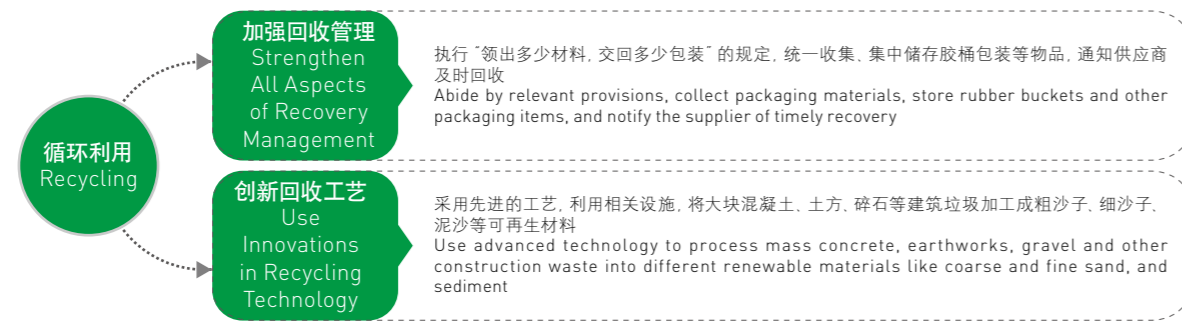 循环利用
Recycling
加强回收管理
Strengthen
All Aspects
of Recovery
Management
执行“领出多少材料, 交回多少包装”的规定, 统一收集、集中储存胶桶包装等物品, 通知供应商
及时回收
Abide by relevant provisions, collect packaging materials, store rubber buckets and other
packaging items, and notify the supplier of timely recovery
创新回收工艺
Use
Innovations
in Recycling
Technology
采用先进的工艺, 利用相关设施, 将大块混凝土、土方、碎石等建筑垃圾加工成粗沙子、细沙子、
泥沙等可再生材料
Use advanced technology to process mass concrete, earthworks, gravel and other
construction waste into different renewable materials like coarse and fine sand, and
sediment